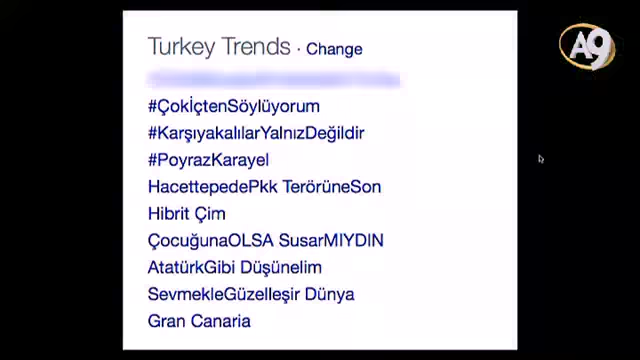 A9
Turkey Trends · Change
#ÇokİçtenSöylüyorum
#KarşıyakalılarYalnızDeğildir
#PoyrazKarayel
HacettepedePkk TerörüneSon
Hibrit Çim
ÇocuğunaOLSA SusarMIYDIN
AtatürkGibi Düşünelim
SevmekleGüzelleşir Dünya
Gran Canaria